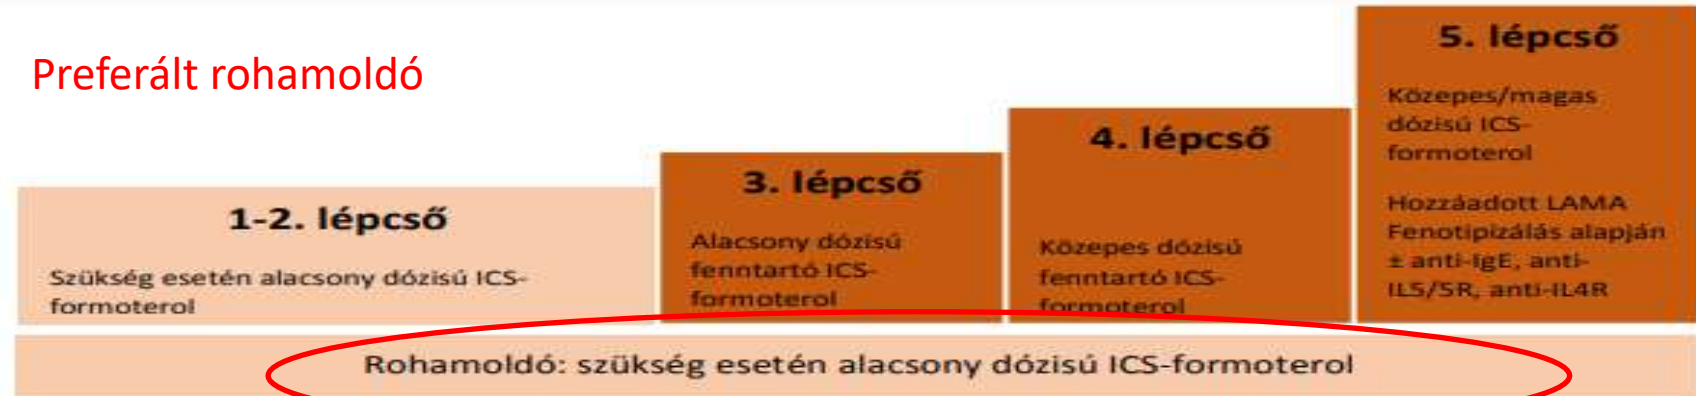 Preferált rohamoldó
1-2. lépcső
Szükség esetén alacsony dózisú ICS-
formoterol
3. lépcső
Alacsony dózisú
fenntartó ICS-
formoterol
4. lépcső
Közepes dózisú
fenntartó ICS-
formoterol
5. lépcső
Közepes/magas
dózisú ICS-
formoterol
Hozzáadott LAMA
Fenotipizálás alapján
± anti-IgE, anti-
IL5/5R, anti-IL4R
Rohamoldó: szükség esetén alacsony dózisú ICS-formoterol